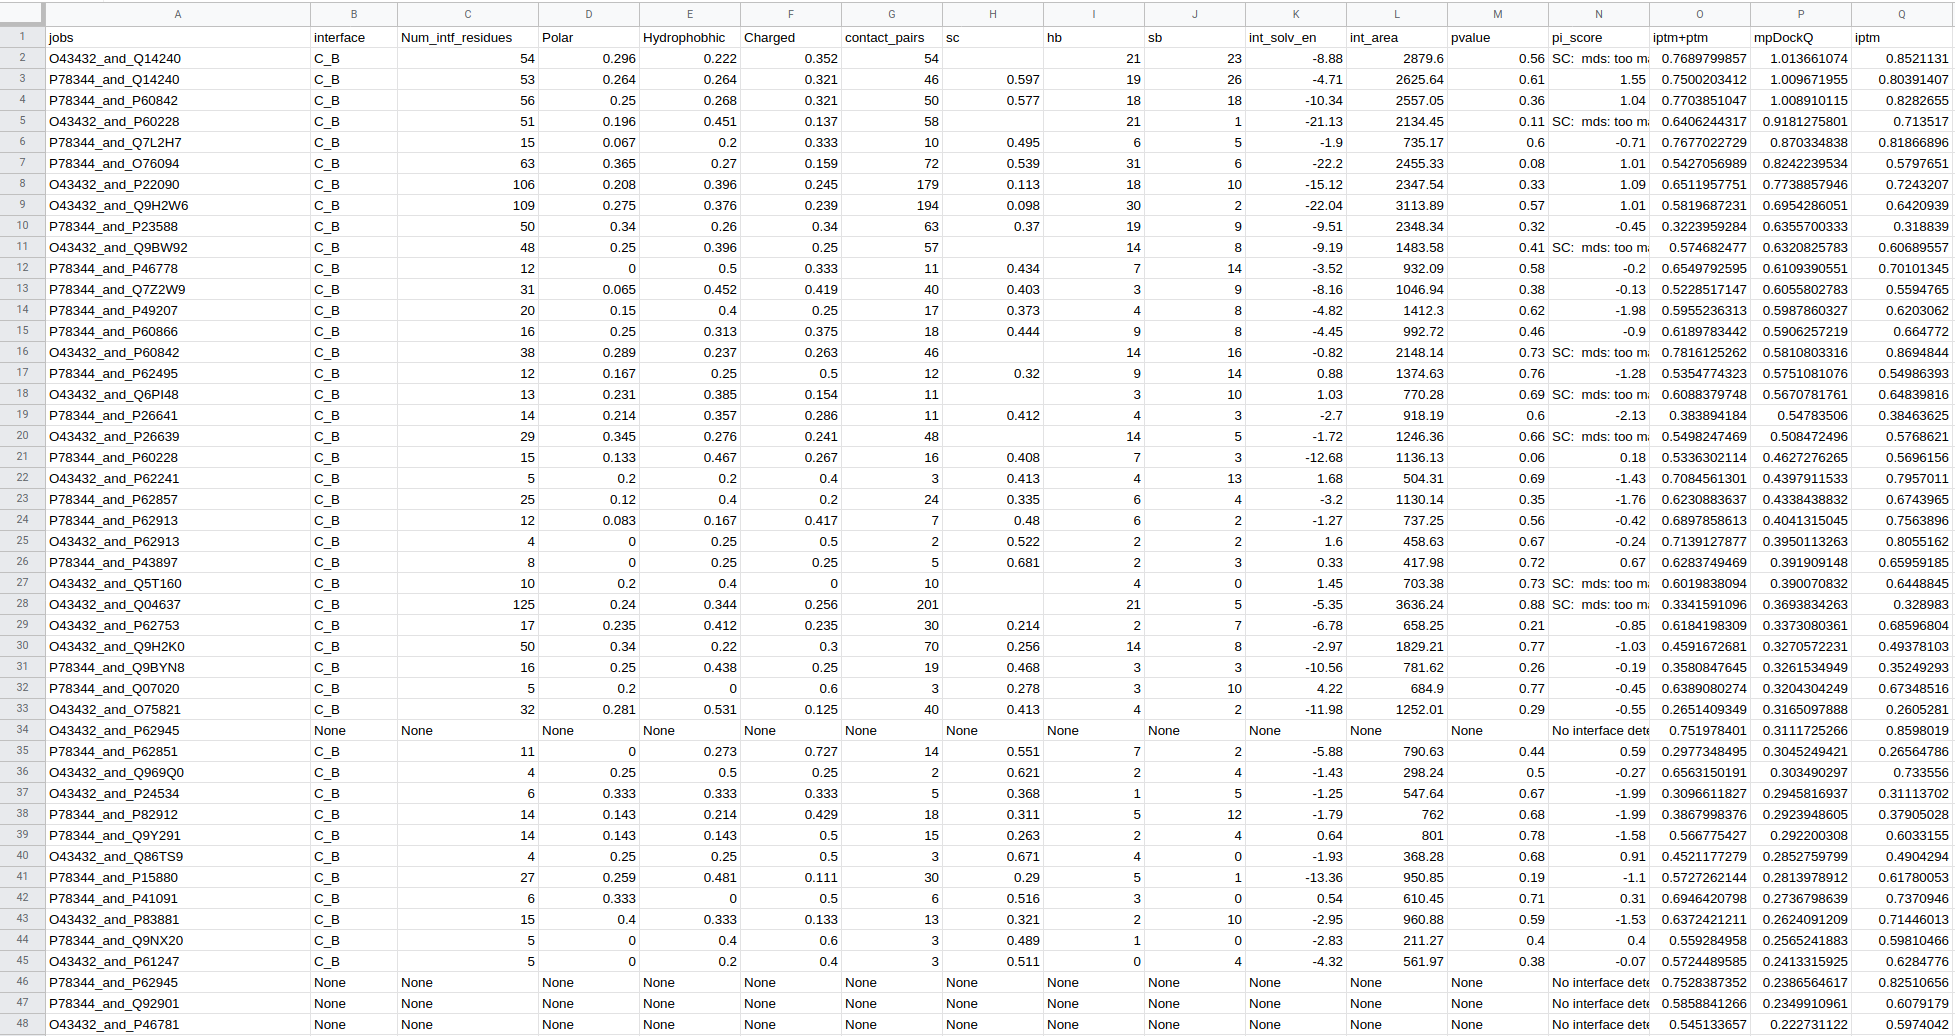 A B C D E F G H I J K L M N O P Q
1 jobs interface Num_intf_residues Polar Hydrophobhic Charged contact_pairs sc hb sb int_solv_en int_area pvalue pi_score iptm+ptm mpDockQ iptm
2 O43432_and_Q14240 C_B 54 0.296 0.222 0.352 54 21 23 -8.88 2879.6 0.56 SC: mds: too ma 0.7689799857 1.013661074 0.8521131
3 P78344_and_Q14240 C_B 53 0.264 0.264 0.321 46 0.597 19 26 -4.71 2625.64 0.61 1.55 0.7500203412 1.009671955 0.80391407
4 P78344_and_P60842 C_B 56 0.25 0.268 0.321 50 0.577 18 18 -10.34 2557.05 0.36 1.04 0.7703851047 1.008910115 0.8282655
5 O43432_and_P60228 C_B 51 0.196 0.451 0.137 58 21 1 -21.13 2134.45 0.11 SC: mds: too ma 0.6406244317 0.9181275801 0.713517
6 P78344_and_Q7L2H7 C_B 15 0.067 0.2 0.333 10 0.495 6 5 -1.9 735.17 0.6 -0.71 0.7677022729 0.870334838 0.81866896
7 P78344_and_O76094 C_B 63 0.365 0.27 0.159 72 0.539 31 6 -22.2 2455.33 0.08 1.01 0.5427056989 0.8242239534 0.5797651
8 O43432_and_P22090 C_B 106 0.208 0.396 0.245 179 0.113 18 10 -15.12 2347.54 0.33 1.09 0.6511957751 0.7738857946 0.7243207
9 O43432_and_Q9H2W6 C_B 109 0.275 0.376 0.239 194 0.098 30 2 -22.04 3113.89 0.57 1.01 0.5819687231 0.6954286051 0.6420939
10 P78344_and_P23588 C_B 50 0.34 0.26 0.34 63 0.37 19 9 -9.51 2348.34 0.32 -0.45 0.3223959284 0.6355700333 0.318839
11 O43432_and_Q9BW92 C_B 48 0.25 0.396 0.25 57 14 8 -9.19 1483.58 0.41 SC: mds: too ma 0.574682477 0.6320825783 0.60689557
12 P78344_and_P46778 C_B 12 0 0.5 0.333 11 0.434 7 14 -3.52 932.09 0.58 -0.2 0.6549792595 0.6109390551 0.70101345
13 P78344_and_Q7Z2W9 C_B 31 0.065 0.452 0.419 40 0.403 3 9 -8.16 1046.94 0.38 -0.13 0.5228517147 0.6055802783 0.5594765
14 P78344_and_P49207 C_B 20 0.15 0.4 0.25 17 0.373 4 8 -4.82 1412.3 0.62 -1.98 0.5955236313 0.5987860327 0.6203062
15 P78344_and_P60866 C_B 16 0.25 0.313 0.375 18 0.444 9 8 -4.45 992.72 0.46 -0.9 0.6189783442 0.5906257219 0.664772
16 O43432_and_P60842 C_B 38 0.289 0.237 0.263 46 14 16 -0.82 2148.14 0.73 SC: mds: too ma 0.7816125262 0.5810803316 0.8694844
17 P78344_and_P62495 C_B 12 0.167 0.25 0.5 12 0.32 9 14 0.88 1374.63 0.76 -1.28 0.5354774323 0.5751081076 0.54986393
18 O43432_and_Q6PI48 C_B 13 0.231 0.385 0.154 11 3 10 1.03 770.28 0.69 SC: mds: too ma 0.6088379748 0.5670781761 0.64839816
19 P78344_and_P26641 C_B 14 0.214 0.357 0.286 11 0.412 4 3 -2.7 918.19 0.6 -2.13 0.383894184 0.54783506 0.38463625
20 O43432_and_P26639 C_B 29 0.345 0.276 0.241 48 14 5 -1.72 1246.36 0.66 SC: mds: too ma 0.5498247469 0.508472496 0.5768621
21 P78344_and_P60228 C_B 15 0.133 0.467 0.267 16 0.408 7 3 -12.68 1136.13 0.06 0.18 0.5336302114 0.4627276265 0.5696156
22 O43432_and_P62241 C_B 5 0.2 0.2 0.4 3 0.413 4 13 1.68 504.31 0.69 -1.43 0.7084561301 0.4397911533 0.7957011
23 P78344_and_P62857 C_B 25 0.12 0.4 0.2 24 0.335 6 4 -3.2 1130.14 0.35 -1.76 0.6230883637 0.4338438832 0.6743965
24 P78344_and_P62913 C_B 12 0.083 0.167 0.417 7 0.48 6 2 -1.27 737.25 0.56 -0.42 0.6897858613 0.4041315045 0.7563896
25 O43432_and_P62913 C_B 4 0 0.25 0.5 2 0.522 2 2 1.6 458.63 0.67 -0.24 0.7139127877 0.3950113263 0.8055162
26 P78344_and_P43897 C_B 8 0 0.25 0.25 5 0.681 2 3 0.33 417.98 0.72 0.67 0.6283749469 0.391909148 0.65959185
27 O43432_and_Q5T160 C_B 10 0.2 0.4 0 10 4 0 1.45 703.38 0.73 SC: mds: too ma 0.6019838094 0.390070832 0.6448845
28 O43432_and_Q04637 C_B 125 0.24 0.344 0.256 201 21 5 -5.35 3636.24 0.88 SC: mds: too ma 0.3341591096 0.3693834263 0.328983
29 O43432_and_P62753 C_B 17 0.235 0.412 0.235 30 0.214 2 7 -6.78 658.25 0.21 -0.85 0.6184198309 0.3373080361 0.68596804
30 O43432_and_Q9H2K0 C_B 50 0.34 0.22 0.3 70 0.256 14 8 -2.97 1829.21 0.77 -1.03 0.4591672681 0.3270572231 0.49378103
31 P78344_and_Q9BYN8 C_B 16 0.25 0.438 0.25 19 0.468 3 3 -10.56 781.62 0.26 -0.19 0.3580847645 0.3261534949 0.35249293
32 P78344_and_Q07020 C_B 5 0.2 0 0.6 3 0.278 3 10 4.22 684.9 0.77 -0.45 0.6389080274 0.3204304249 0.67348516
33 O43432_and_O75821 C_B 32 0.281 0.531 0.125 40 0.413 4 2 -11.98 1252.01 0.29 -0.55 0.2651409349 0.3165097888 0.2605281
34 O43432_and_P62945 None None None None None None None None None None None None No interface dete 0.751978401 0.3111725266 0.8598019
35 P78344_and_P62851 C_B 11 0 0.273 0.727 14 0.551 7 2 -5.88 790.63 0.44 0.59 0.2977348495 0.3045249421 0.26564786
36 O43432_and_Q969Q0 C_B 4 0.25 0.5 0.25 2 0.621 2 4 -1.43 298.24 0.5 -0.27 0.6563150191 0.303490297 0.733556
37 O43432_and_P24534 C_B 6 0.333 0.333 0.333 5 0.368 1 5 -1.25 547.64 0.67 -1.99 0.3096611827 0.2945816937 0.31113702
38 P78344_and_P82912 C_B 14 0.143 0.214 0.429 18 0.311 5 12 -1.79 762 0.68 -1.99 0.3867998376 0.2923948605 0.37905028
39 P78344_and_Q9Y291 C_B 14 0.143 0.143 0.5 15 0.263 2 4 0.64 801 0.78 -1.58 0.566775427 0.292200308 0.6033155
40 O43432_and_Q86TS9 C_B 4 0.25 0.25 0.5 3 0.671 4 0 -1.93 368.28 0.68 0.91 0.4521177279 0.2852759799 0.4904294
41 P78344_and_P15880 C_B 27 0.259 0.481 0.111 30 0.29 5 1 -13.36 950.85 0.19 -1.1 0.5727262144 0.2813978912 0.61780053
42 P78344_and_P41091 C_B 6 0.333 0 0.5 6 0.516 3 0 0.54 610.45 0.71 0.31 0.6946420798 0.2736798639 0.7370946
43 O43432_and_P83881 C_B 15 0.4 0.333 0.133 13 0.321 2 10 -2.95 960.88 0.59 -1.53 0.6372421211 0.2624091209 0.71446013
44 P78344_and_Q9NX20 C_B 5 0 0.4 0.6 3 0.489 1 0 -2.83 211.27 0.4 0.4 0.559284958 0.2565241883 0.59810466
45 O43432_and_P61247 C_B 5 0 0.2 0.4 3 0.511 0 4 -4.32 561.97 0.38 -0.07 0.5724489585 0.2413315925 0.6284776
46 P78344_and_P62945 None None None None None None None None None None None None No interface dete 0.7528387352 0.2386564617 0.82510656
47 P78344_and_Q92901 None None None None None None None None None None None None No interface dete 0.5858841266 0.2349910961 0.6079179
48 O43432_and_P46781 None None None None None None None None None None None None No interface dete 0.545133657 0.222731122 0.5974042